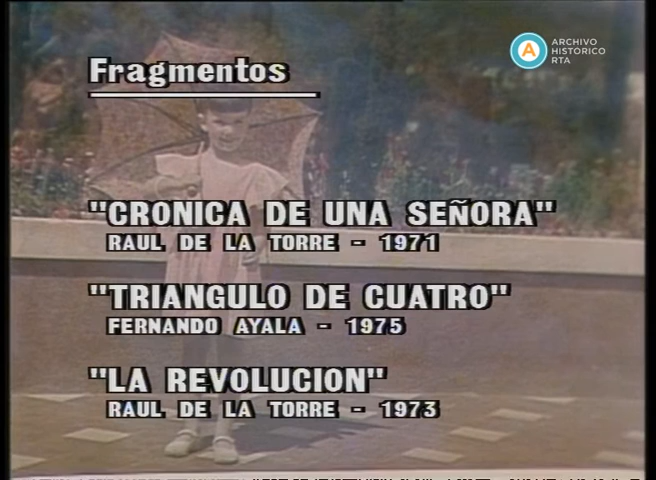 Fragmentos
A ARCHIVO
HISTORICO
RTA
"CRONICA DE UNA SEÑORA"
RAUL DE LA TORRE - 1971
"TRIANGULO DE CUATRO"
FERNANDO AYALA - 1975
"LA REVOLUCION"
RAUL DE LA TORRE - 1973